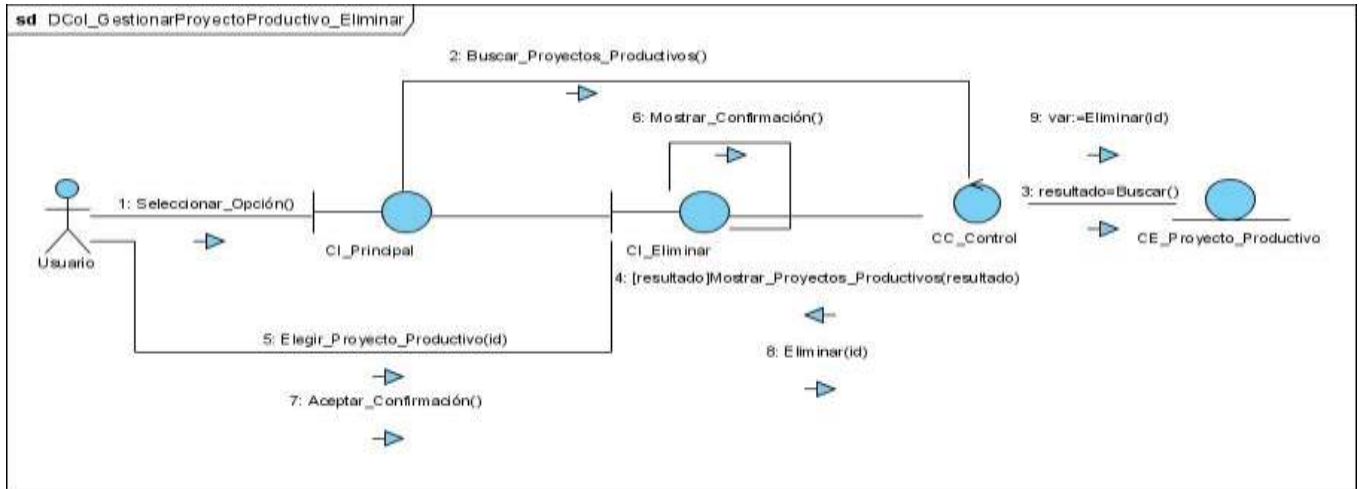 sd DCol_GestionarProyectoProductivo_Eliminar
2: Buscar_Proyectos_Productivos()
6: Mostrar_Confirmación()
9: var:=Eliminar(id)
1: Seleccionar_Opción()
3: resultado=Buscar()
Usuario
CI_Principal
CI_Eliminar
CC_Control
CE_Proyecto_Productivo
4: [resultado]Mostrar_Proyectos_Productivos(resultado)
5: Elegir_Proyecto_Productivo(id)
8: Eliminar(id)
7: Aceptar_Confirmación()